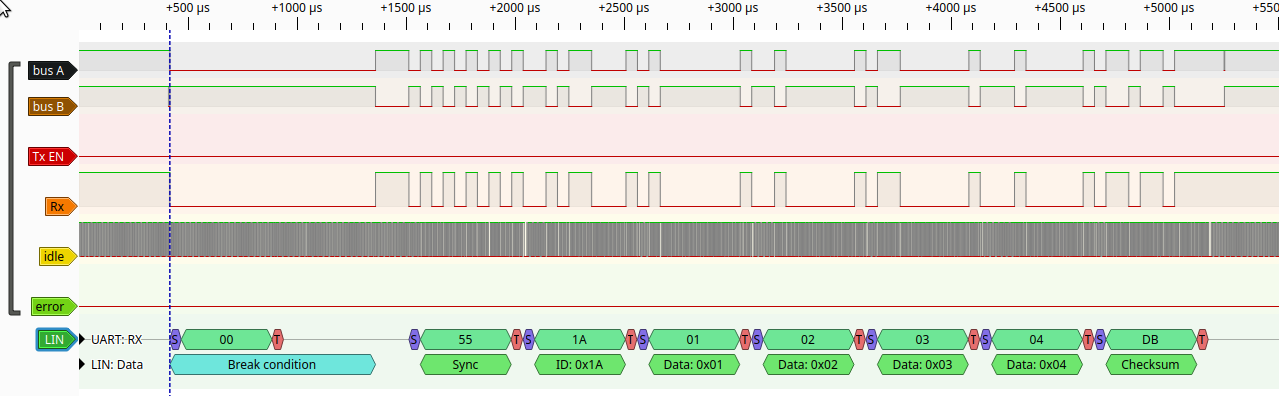 +500 µs +1000 µs +1500 µs +2000 µs +2500 µs +3000 µs +3500 µs +4000 µs +4500 µs +5000 µs +5500
bus A
bus B
Tx EN
Rx
idle
error
LIN UART: RX S 00 T S 55 T S 1A T S 01 T S 02 T S 03 T S 04 T S DB T
LIN: Data Break condition Sync ID: 0x1A Data: 0x01 Data: 0x02 Data: 0x03 Data: 0x04 Checksum